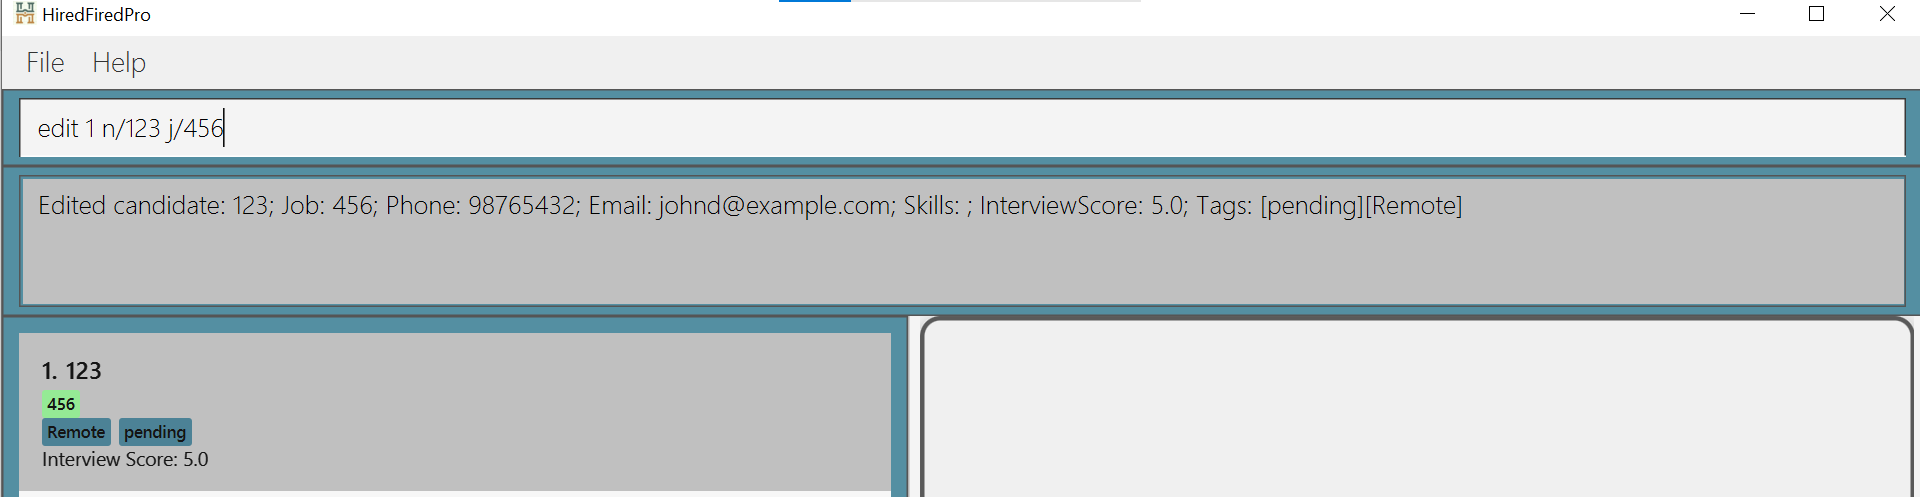 HiredFiredPro
File Help
edit 1 n/123 j/456
Edited candidate: 123; Job: 456; Phone: 98765432; Email: johnd@example.com; Skills: ; InterviewScore: 5.0; Tags: [pending][Remote]
1. 123
456
Remote pending
Interview Score: 5.0